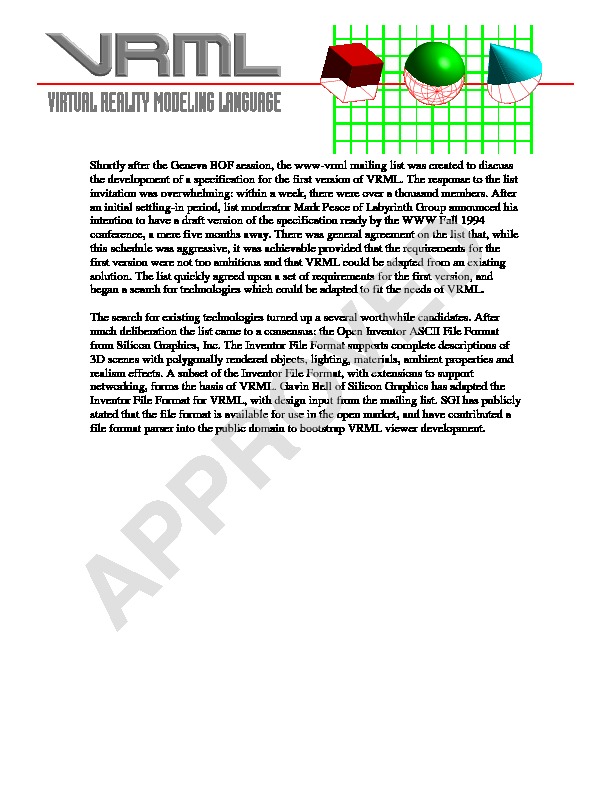 VRML
VIRTUAL REALITY MODELING LANGUAGE
Shortly after the Geneva BOF session, the www-vrml mailing list was created to discuss
the development of a specification for the first version of VRML. The response to the list
invitation was overwhelming: within a week, there were over a thousand members. After
an initial settling-in period, list moderator Mark Pesce of Labyrinth Group announced his
intention to have a draft version of the specification ready by the WWW Fall 1994
conference, a mere five months away. There was general agreement on the list that, while
this schedule was aggressive, it was achievable provided that the requirements for the
first version were not too ambitious and that VRML could be adapted from an existing
solution. The list quickly agreed upon a set of requirements for the first version, and
began a search for technologies which could be adapted to fit the needs of VRML.
The search for existing technologies turned up a several worthwhile candidates. After
much deliberation the list came to a consensus: the Open Inventor ASCII File Format
from Silicon Graphics, Inc. The Inventor File Format supports complete descriptions of
3D scenes with polygonally rendered objects, lighting, materials, ambient properties and
realism effects. A subset of the Inventor File Format, with extensions to support
networking, forms the basis of VRML. Gavin Bell of Silicon Graphics has adapted the
Inventor File Format for VRML, with design input from the mailing list. SGI has publicly
stated that the file format is available for use in the open market, and have contributed a
file format parser into the public domain to bootstrap VRML viewer development.
APPROVED